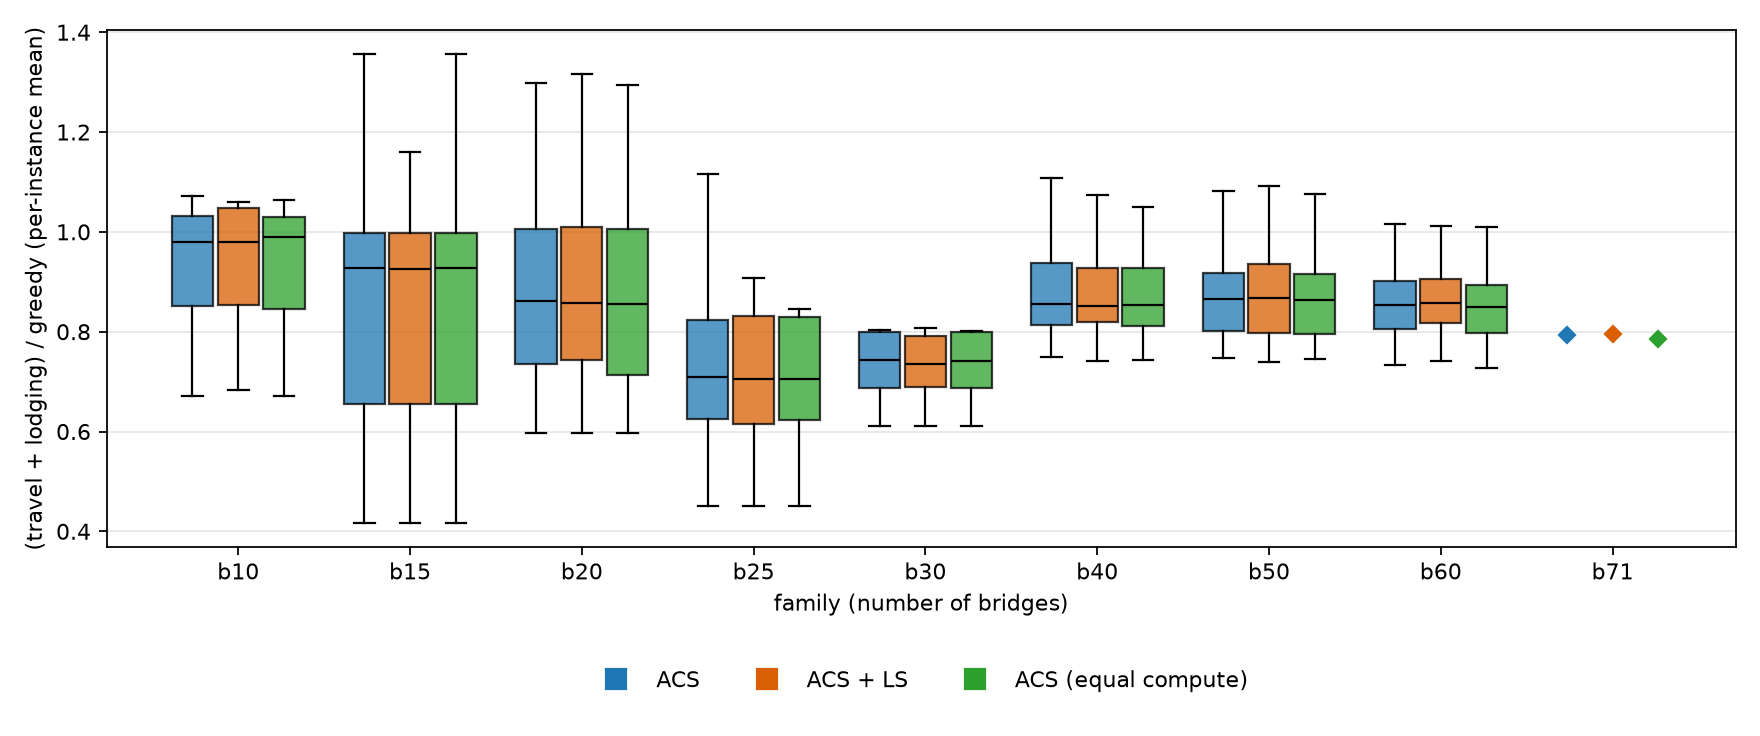 (travel + lodging) / greedy (per-instance mean)
1.4
1.2
1.0
0.8
0.6
0.4
b10 b15 b20 b25 b30 b40 b50 b60 b71
family (number of bridges)
ACS ACS + LS ACS (equal compute)